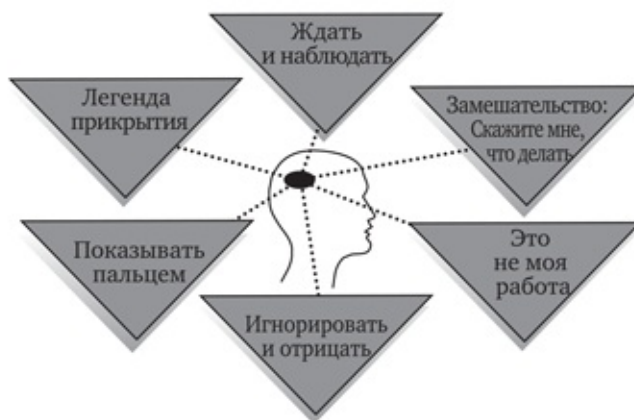 Ждать
и наблюдать
Легенда
прикрытия
Замешательство:
Скажите мне,
что делать
Показывать
пальцем
Это
не моя
работа
Игнорировать
и отрицать